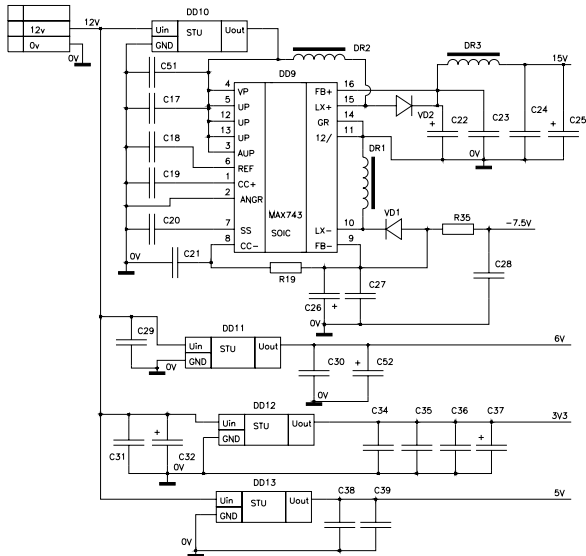 DD10
12V
12v
0v
0V
Uin
GND
STU
Uout
0V
DR2
DR3
C51
C17
C18
C19
C20
C21
DD9
4 VP
5 UP
12 UP
13 UP
3 AUP
6 REF
1 CC+
2 ANGR
7 SS
8 CC-
MAX743
SOIC
FB+ 16
LX+ 15
GR 14
12/ 11
LX- 10
FB- 9
VD2
15V
+ C22
C23
C24
+ C25
0V
DR1
VD1
R35
-7.5V
0V
R19
C26 +
C27
C28
0V
C29
0V
DD11
Uin
GND
STU
Uout
6V
C30
+ C52
0V
DD12
Uin
GND
STU
Uout
C31
+ C32
0V
C34
C35
C36
+ C37
3V3
DD13
Uin
GND
STU
Uout
5V
C38
C39
0V